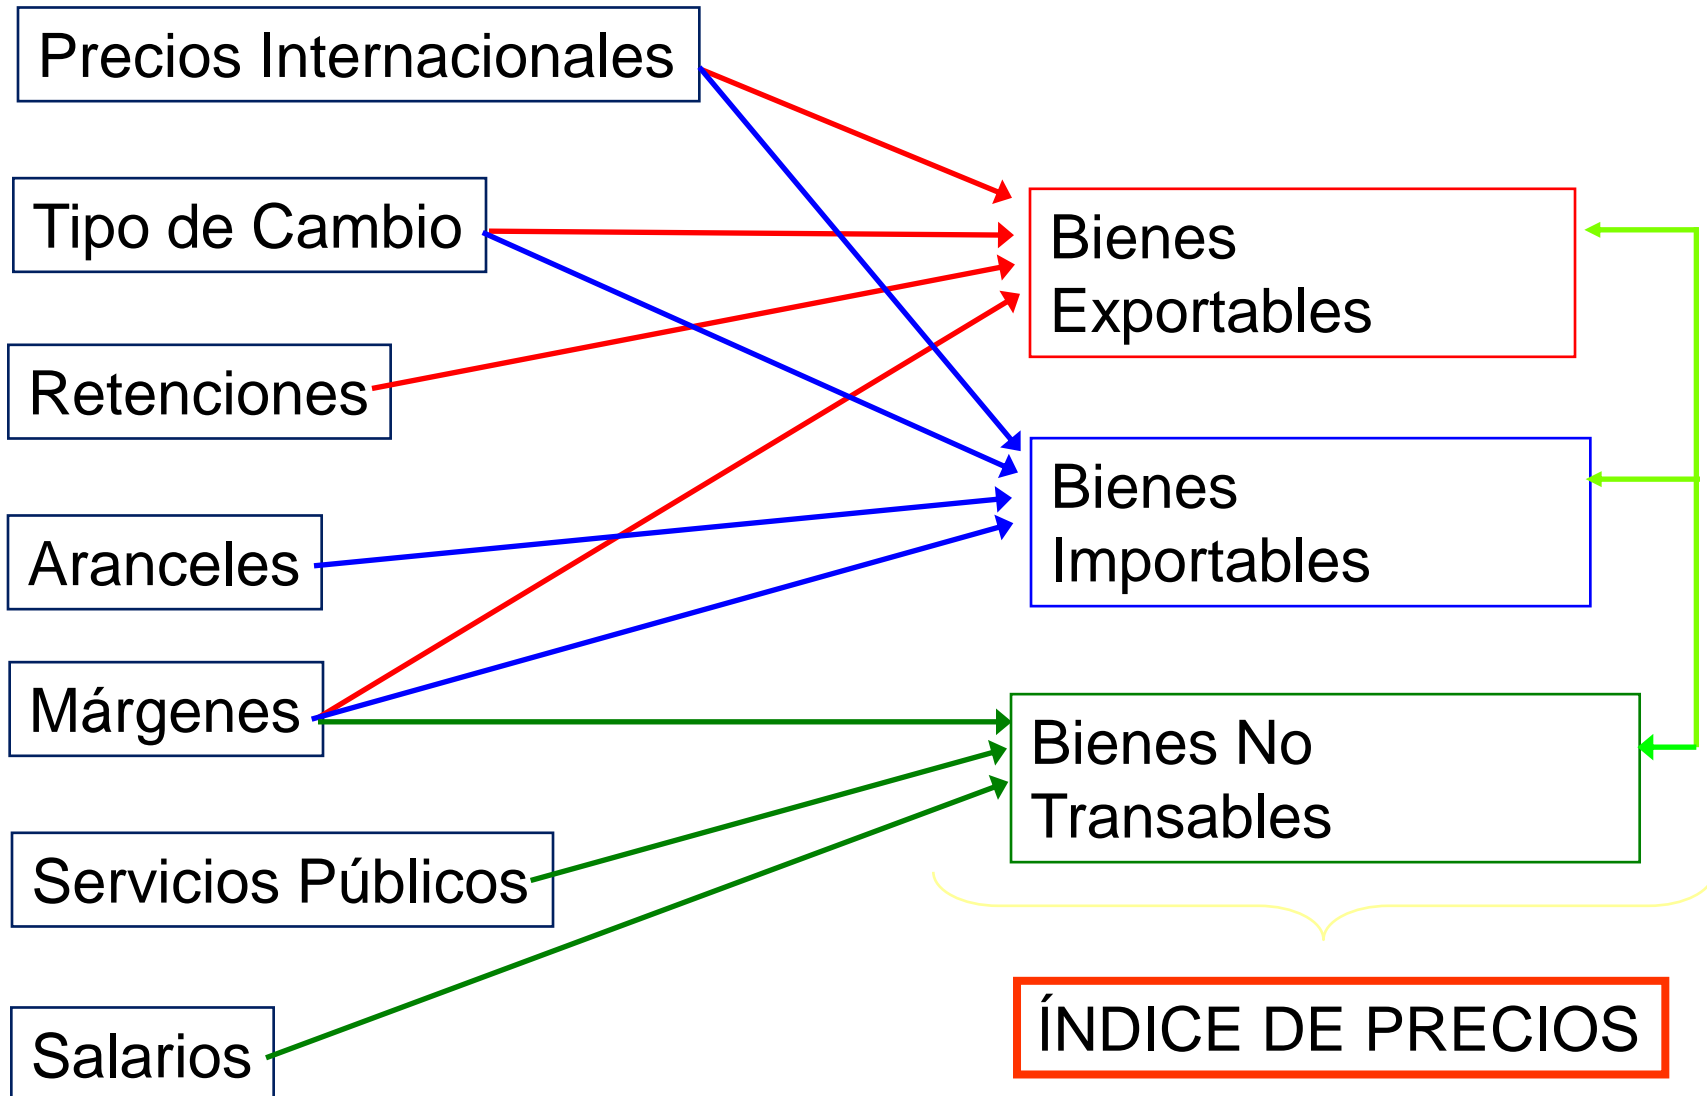 Precios Internacionales
Tipo de Cambio
Retenciones
Aranceles
Márgenes
Servicios Públicos
Salarios
Bienes
Exportables
Bienes
Importables
Bienes No
Transables
ÍNDICE DE PRECIOS